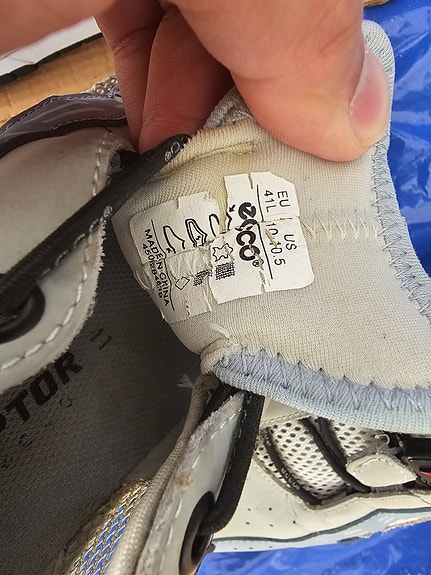 EU US
41L 10-10.5
ecco®
MADE IN CHINA
TOR